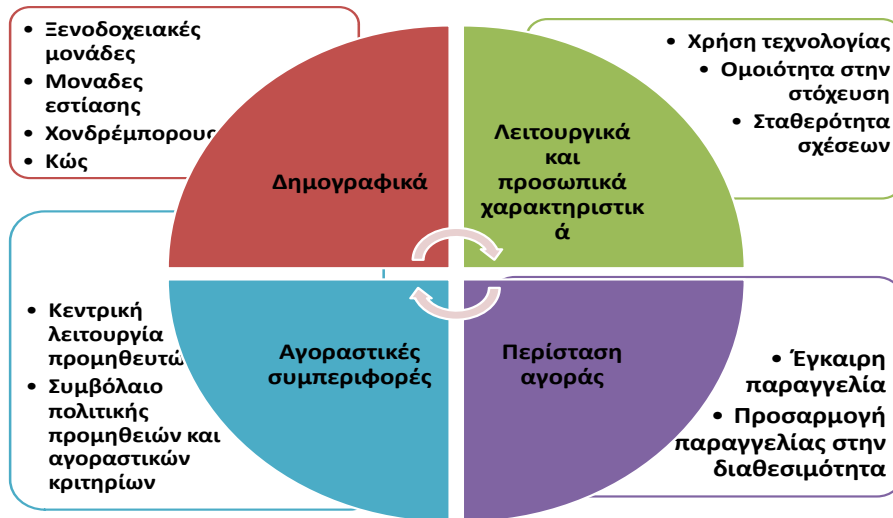 • Ξενοδοχειακές
μονάδες
• Μοναδες
εστίασης
• Χονδρέμπορους
• Κώς
Δημογραφικά
Λειτουργικά
και
προσωπικά
χαρακτηριστικ
ά
• Χρήση τεχνολογίας
• Ομοιότητα στην
στόχευση
• Σταθερότητα
σχέσεων
• Κεντρική
λειτουργία
προμηθευτώ
• Συμβόλαιο
πολιτικής
προμηθειών και
αγοραστικών
κριτηρίων
Αγοραστικές
συμπεριφορές
Περίσταση
αγοράς
• Έγκαιρη
παραγγελία
• Προσαρμογή
παραγγελίας στην
διαθεσιμότητα